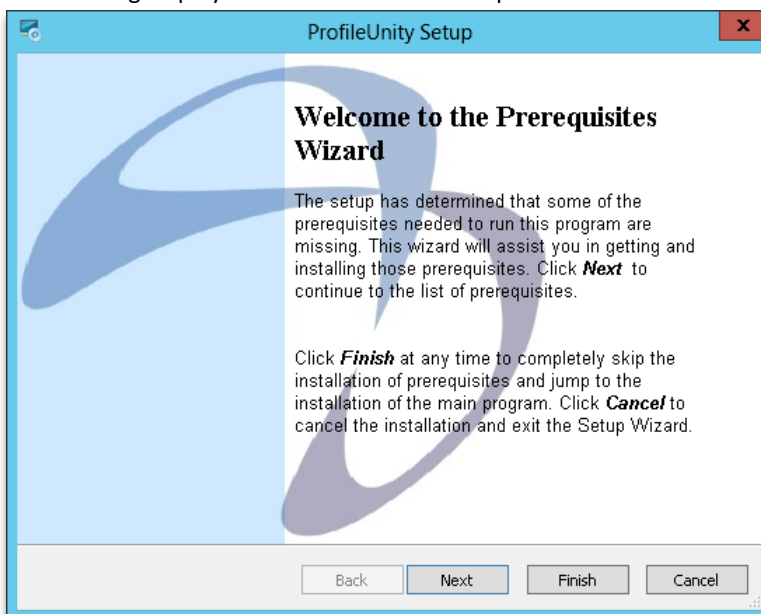 ProfileUnity Setup
x
Welcome to the Prerequisites
Wizard
The setup has determined that some of the
prerequisites needed to run this program are
missing. This wizard will assist you in getting and
installing those prerequisites. Click Next to
continue to the list of prerequisites.
Click Finish at any time to completely skip the
installation of prerequisites and jump to the
installation of the main program. Click Cancel to
cancel the installation and exit the Setup Wizard.
Back Next Finish Cancel